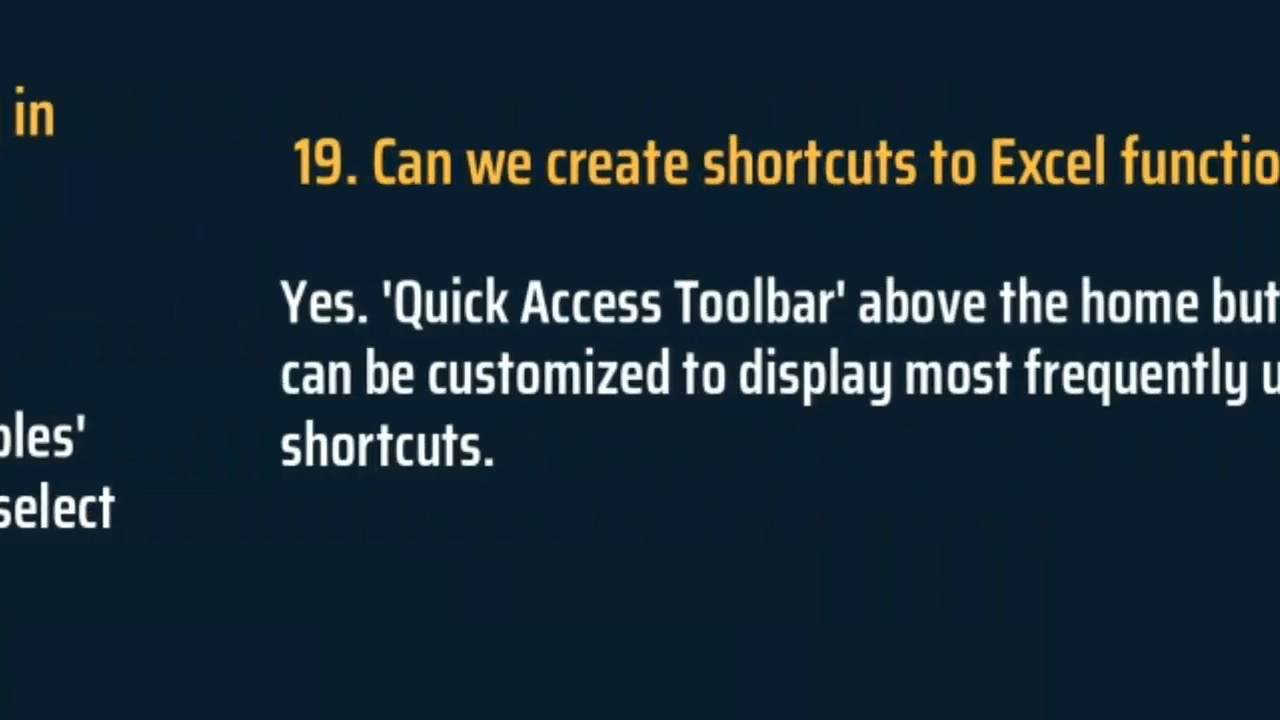 in
ples'
select
19. Can we create shortcuts to Excel functio
Yes. 'Quick Access Toolbar' above the home but
can be customized to display most frequently u
shortcuts.